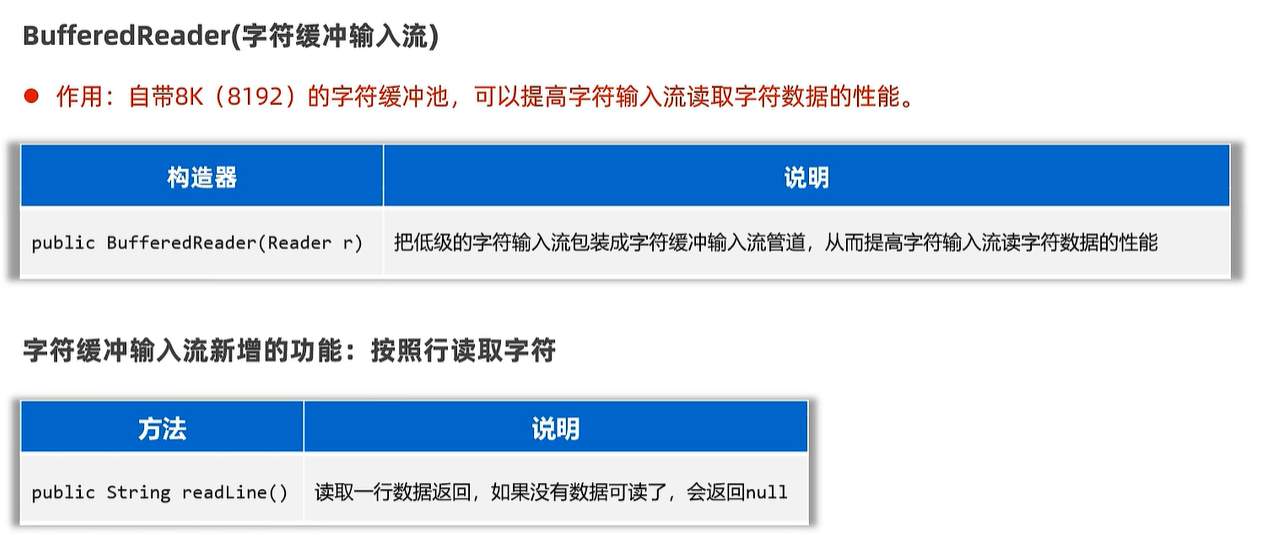 BufferedReader(字符缓冲输入流)
作用：自带8K（8192）的字符缓冲池，可以提高字符输入流读取字符数据的性能。
构造器 说明
public BufferedReader(Reader r) 把低级的字符输入流包装成字符缓冲输入流管道，从而提高字符输入流读字符数据的性能
字符缓冲输入流新增的功能：按照行读取字符
方法 说明
public String readLine() 读取一行数据返回，如果没有数据可读了，会返回null